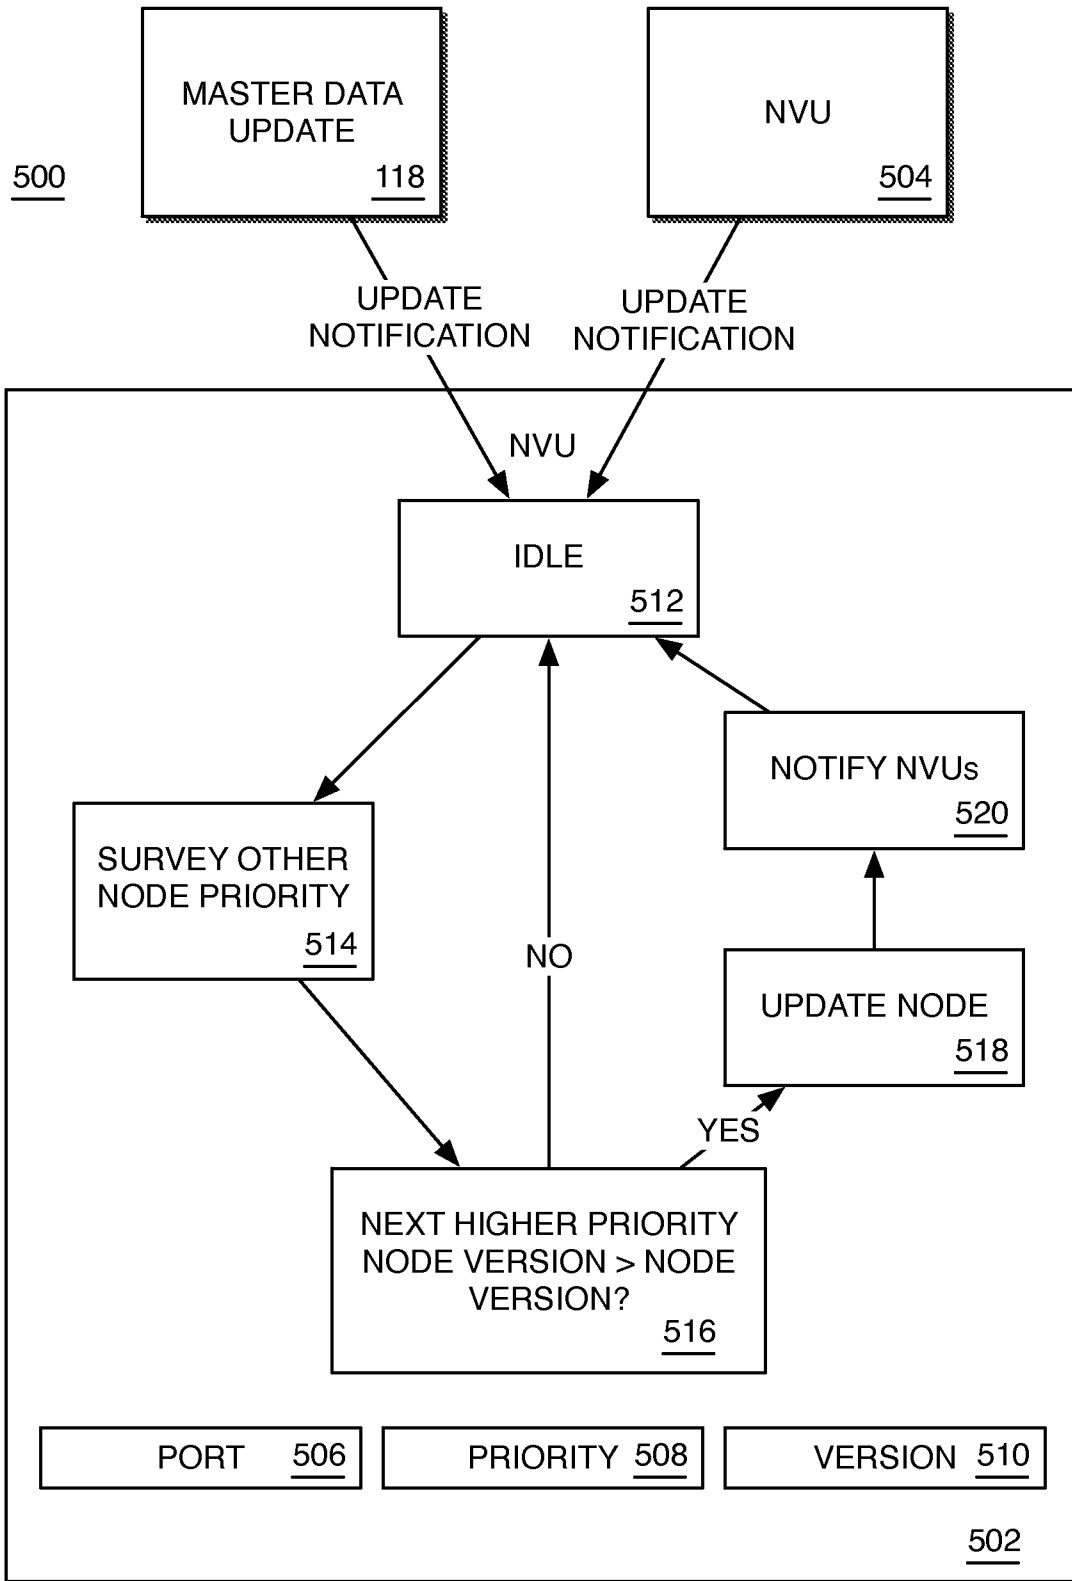 MASTER DATA
UPDATE
118
NVU
504
500
UPDATE
NOTIFICATION
UPDATE
NOTIFICATION
NVU
IDLE
512
NOTIFY NVUs
520
SURVEY OTHER
NODE PRIORITY
514
NO
UPDATE NODE
518
YES
NEXT HIGHER PRIORITY
NODE VERSION > NODE
VERSION?
516
PORT 506
PRIORITY 508
VERSION 510
502